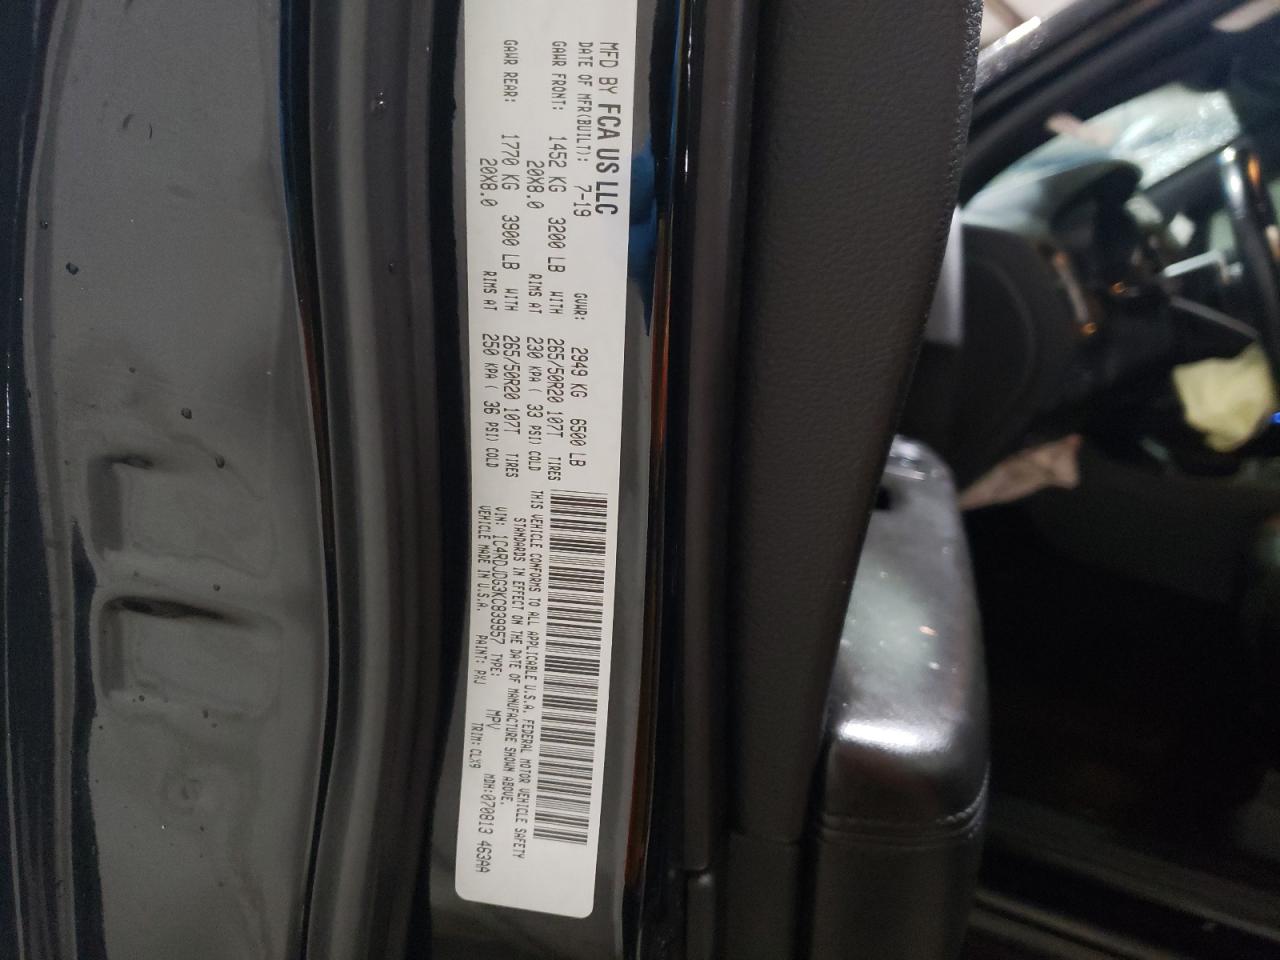 MFD BY FCA US LLC
DATE OF MFR(BUILT): 7-19 GVWR: 2949 KG 6500 LB
GAWR FRONT: 1452 KG 3200 LB WITH 265/50R20 107T TIRES
20X8.0 RIMS AT 230 KPA ( 33 PSI) COLD
GAWR REAR: 1770 KG 3900 LB WITH 265/50R20 107T TIRES
20X8.0 RIMS AT 250 KPA ( 36 PSI) COLD
THIS VEHICLE CONFORMS TO ALL APPLICABLE U.S.A. FEDERAL MOTOR VEHICLE SAFETY
STANDARDS IN EFFECT ON THE DATE OF MANUFACTURE SHOWN ABOVE.
VIN: 1C4RDJDG9KC839957 TYPE: MPV MDH:070813 463AA
VEHICLE MADE IN U.S.A. PAINT: PXJ TRIM: CLX9